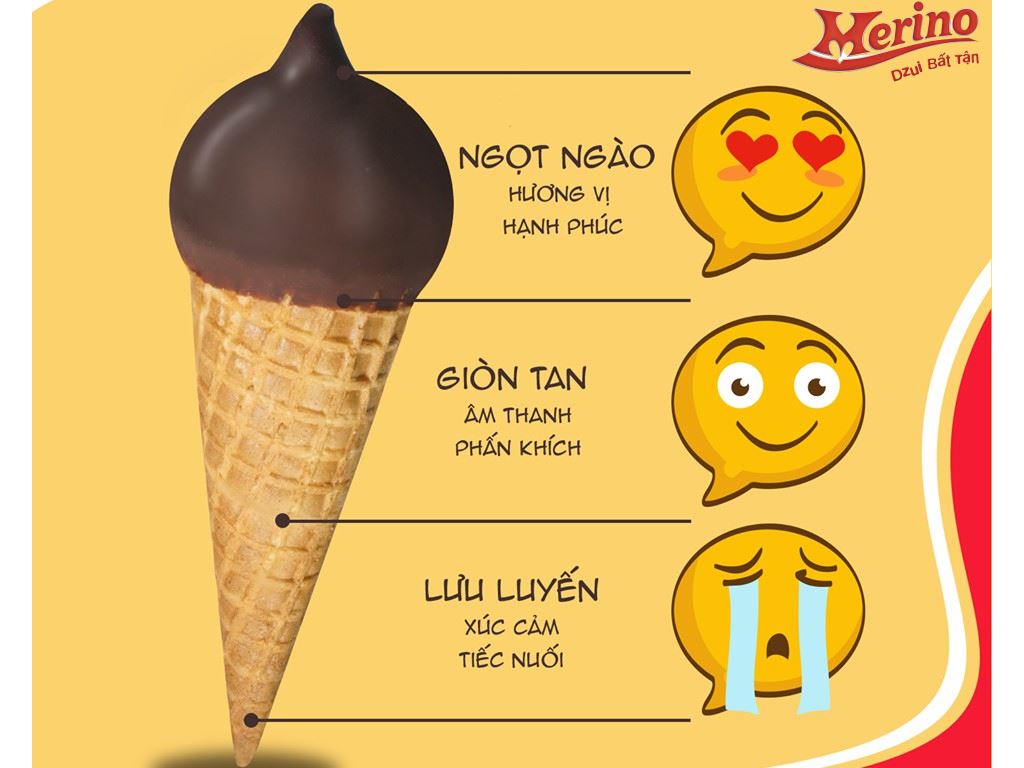 Merino
Dzuì Bất Tận
NGỌT NGÀO
HƯƠNG VỊ
HẠNH PHÚC
GIÒN TAN
ÂM THANH
PHẤN KHÍCH
LƯU LUYẾN
XÚC CẢM
TIẾC NUỐI